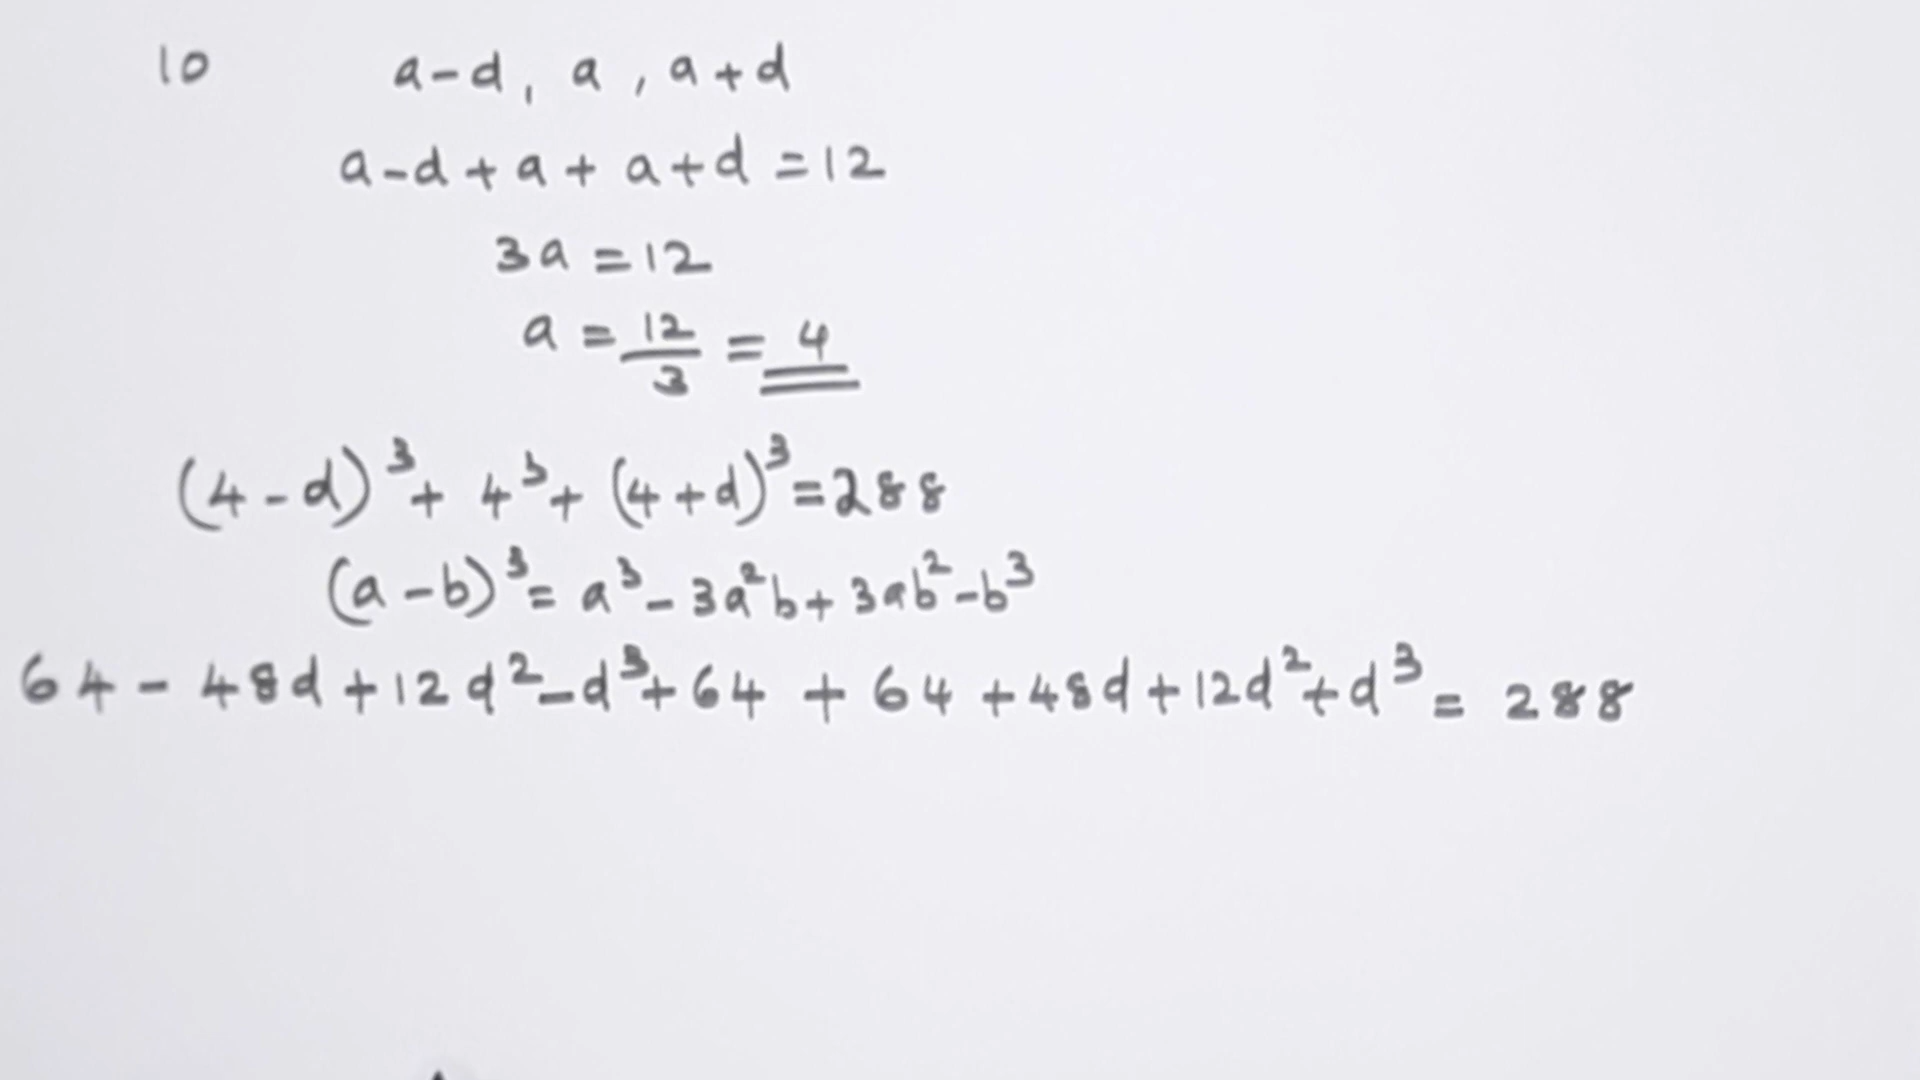 10 a-d, a, a+d
a-d+a+a+d=12
3a=12
a=12/3=4
(4-d)³+4³+(4+d)³=288
(a-b)³=a³-3a²b+3ab²-b³
64-48d+12d²-d³+64+64+48d+12d²+d³=288